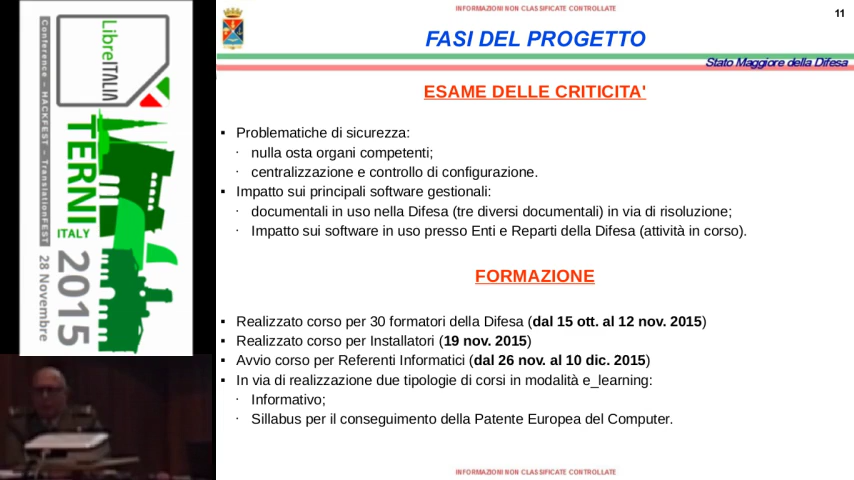 LibreITALIA
Conference – HACKFEST – TranslationFEST
TERNI
ITALY
2015
28 Novembre
INFORMAZIONI NON CLASSIFICATE CONTROLLATE
11
FASI DEL PROGETTO
Stato Maggiore della Difesa
ESAME DELLE CRITICITA'
▪ Problematiche di sicurezza:
· nulla osta organi competenti;
· centralizzazione e controllo di configurazione.
▪ Impatto sui principali software gestionali:
· documentali in uso nella Difesa (tre diversi documentali) in via di risoluzione;
· Impatto sui software in uso presso Enti e Reparti della Difesa (attività in corso).
FORMAZIONE
▪ Realizzato corso per 30 formatori della Difesa (dal 15 ott. al 12 nov. 2015)
▪ Realizzato corso per Installatori (19 nov. 2015)
▪ Avvio corso per Referenti Informatici (dal 26 nov. al 10 dic. 2015)
▪ In via di realizzazione due tipologie di corsi in modalità e_learning:
· Informativo;
· Sillabus per il conseguimento della Patente Europea del Computer.
INFORMAZIONI NON CLASSIFICATE CONTROLLATE